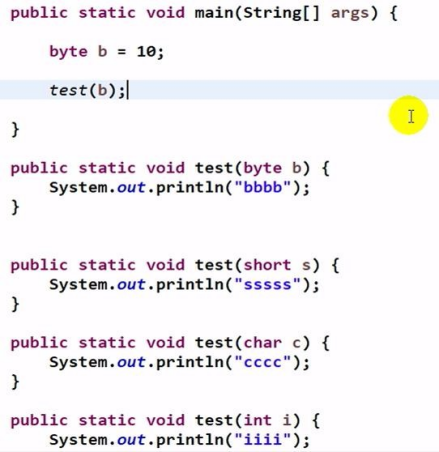 public static void main(String[] args) {
byte b = 10;
test(b);
}
public static void test(byte b) {
System.out.println("bbbb");
}
public static void test(short s) {
System.out.println("sssss");
}
public static void test(char c) {
System.out.println("cccc");
}
public static void test(int i) {
System.out.println("iiii");